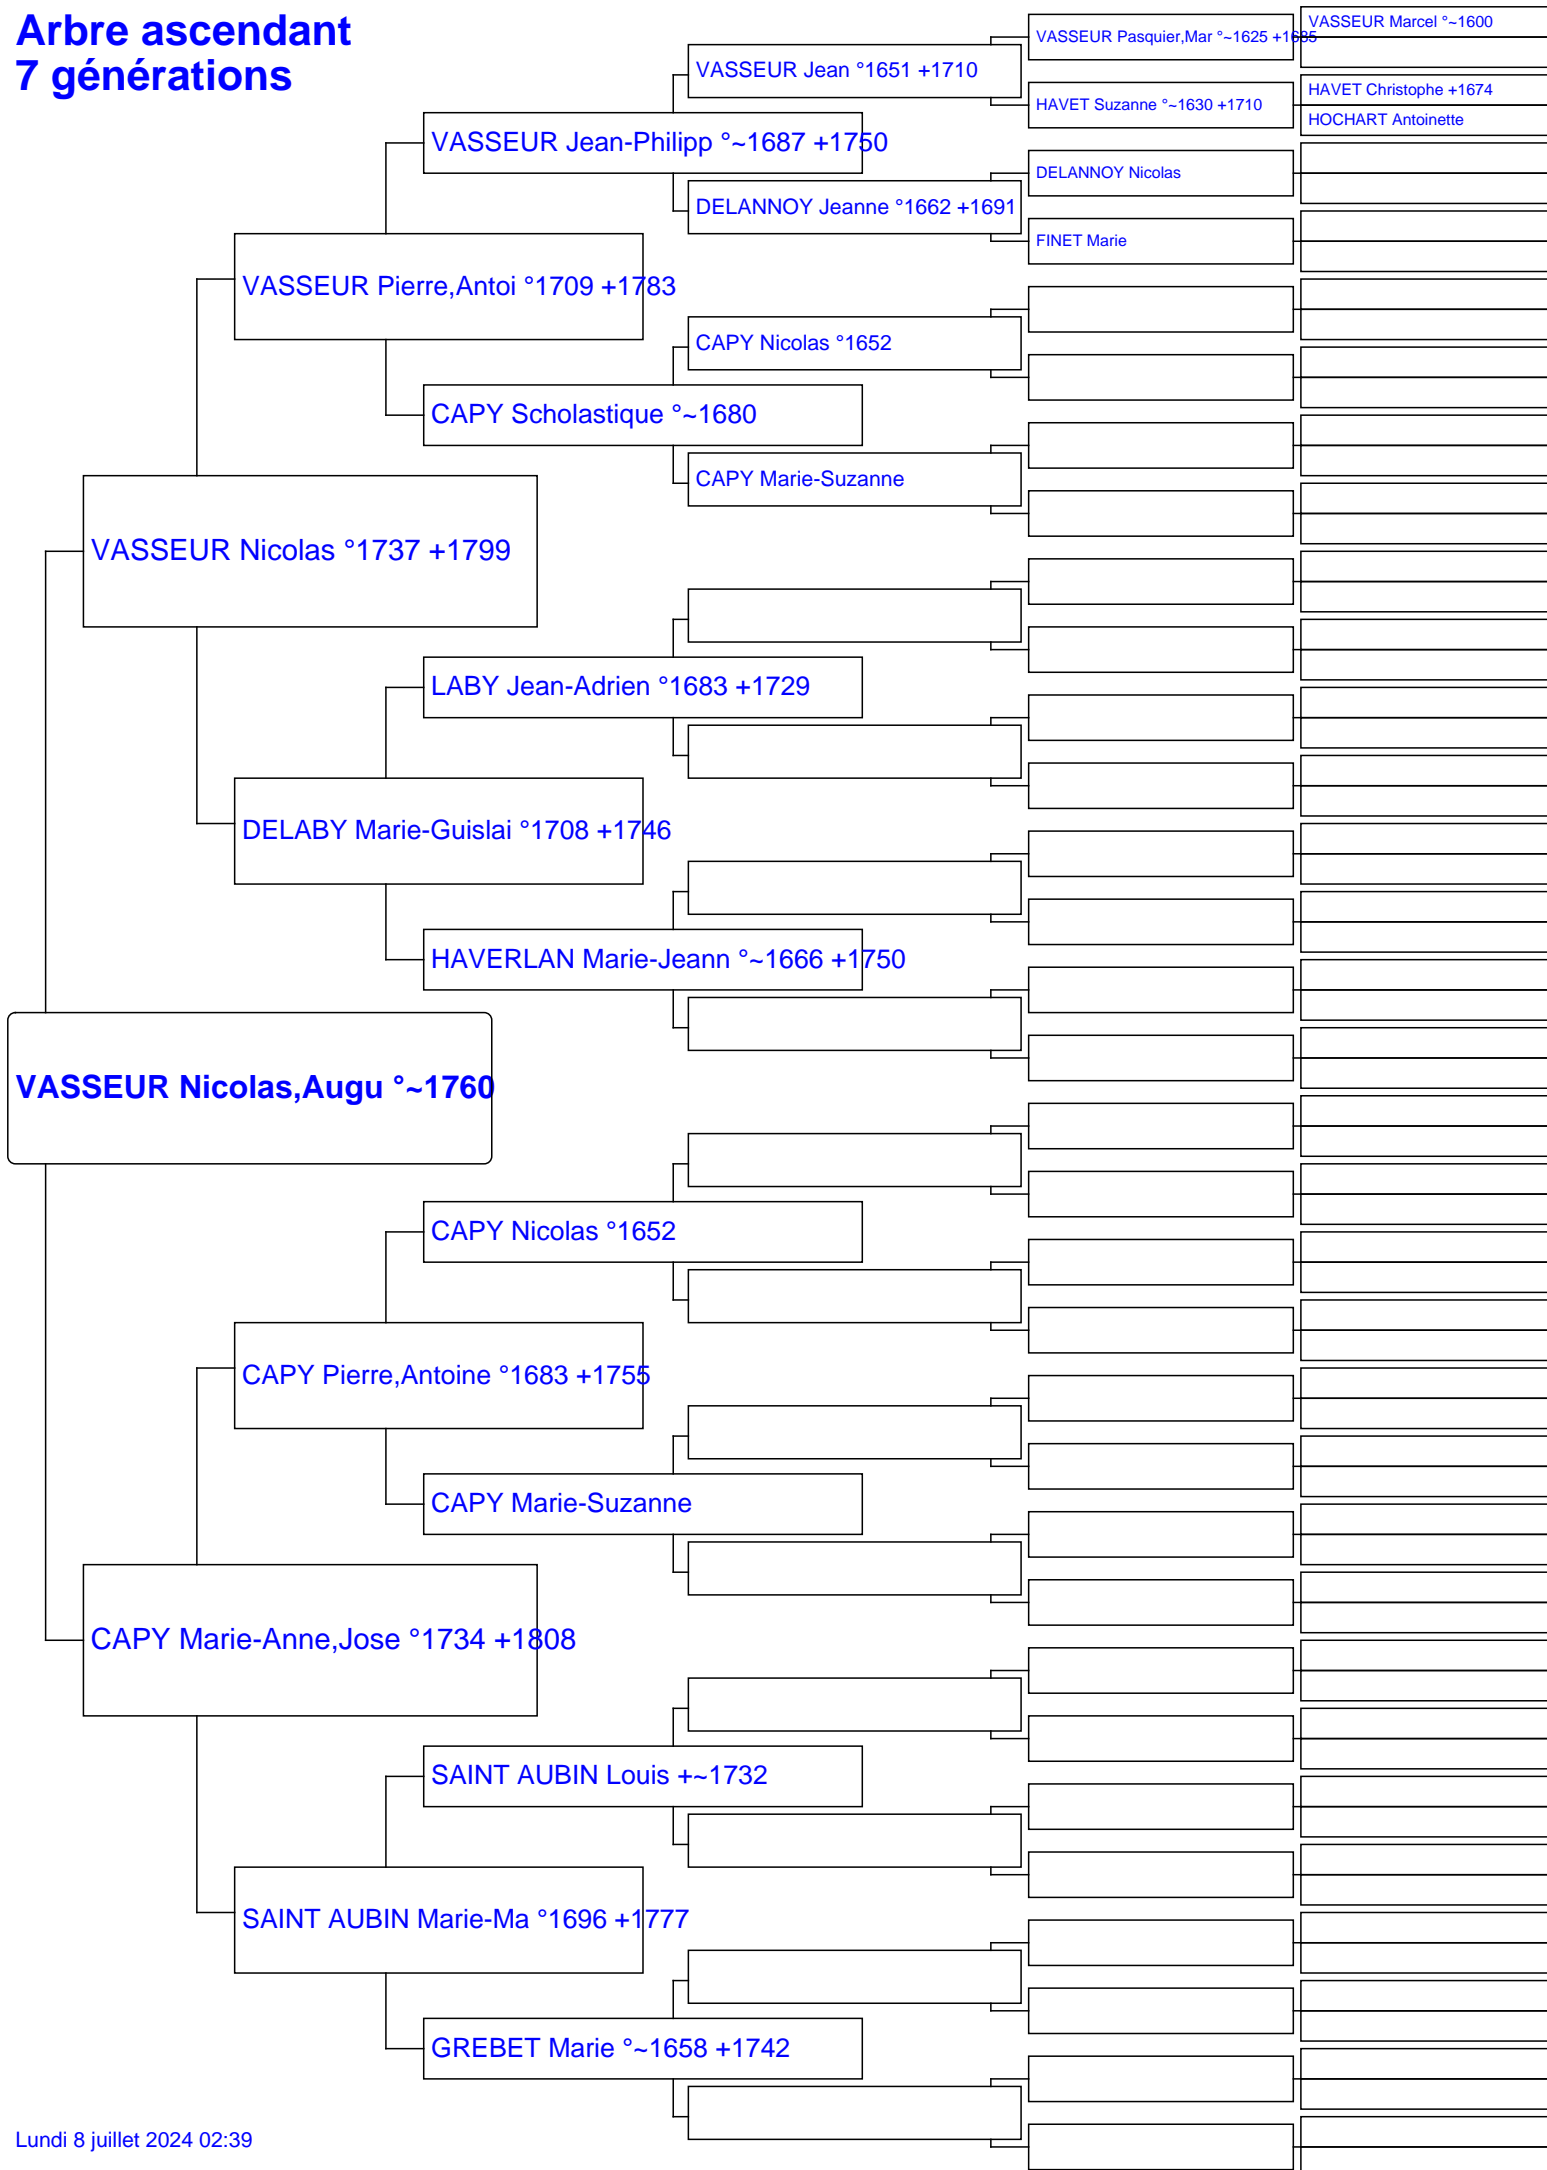 Arbre ascendant
7 générations
VASSEUR Marcel °~1600
VASSEUR Pasquier,Mar °~1625 +1685
VASSEUR Jean °1651 +1710
HAVET Christophe +1674
HAVET Suzanne °~1630 +1710
HOCHART Antoinette
VASSEUR Jean-Philipp °~1687 +1750
DELANNOY Nicolas
DELANNOY Jeanne °1662 +1691
FINET Marie
VASSEUR Pierre,Antoi °1709 +1783
CAPY Nicolas °1652
CAPY Scholastique °~1680
CAPY Marie-Suzanne
VASSEUR Nicolas °1737 +1799
LABY Jean-Adrien °1683 +1729
DELABY Marie-Guislai °1708 +1746
HAVERLAN Marie-Jeann °~1666 +1750
VASSEUR Nicolas,Augu °~1760
CAPY Nicolas °1652
CAPY Pierre,Antoine °1683 +1755
CAPY Marie-Suzanne
CAPY Marie-Anne,Jose °1734 +1808
SAINT AUBIN Louis +~1732
SAINT AUBIN Marie-Ma °1696 +1777
GREBET Marie °~1658 +1742
Lundi 8 juillet 2024 02:39